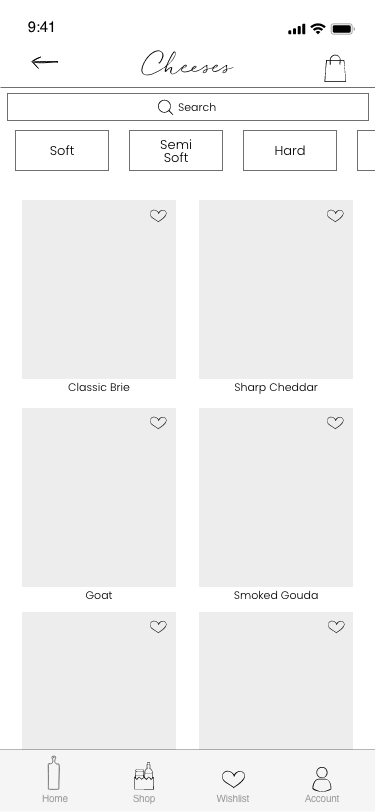 9:41
Cheeses
Search
Soft
Semi
Soft
Hard
Classic Brie
Sharp Cheddar
Goat
Smoked Gouda
Home
Shop
Wishlist
Account